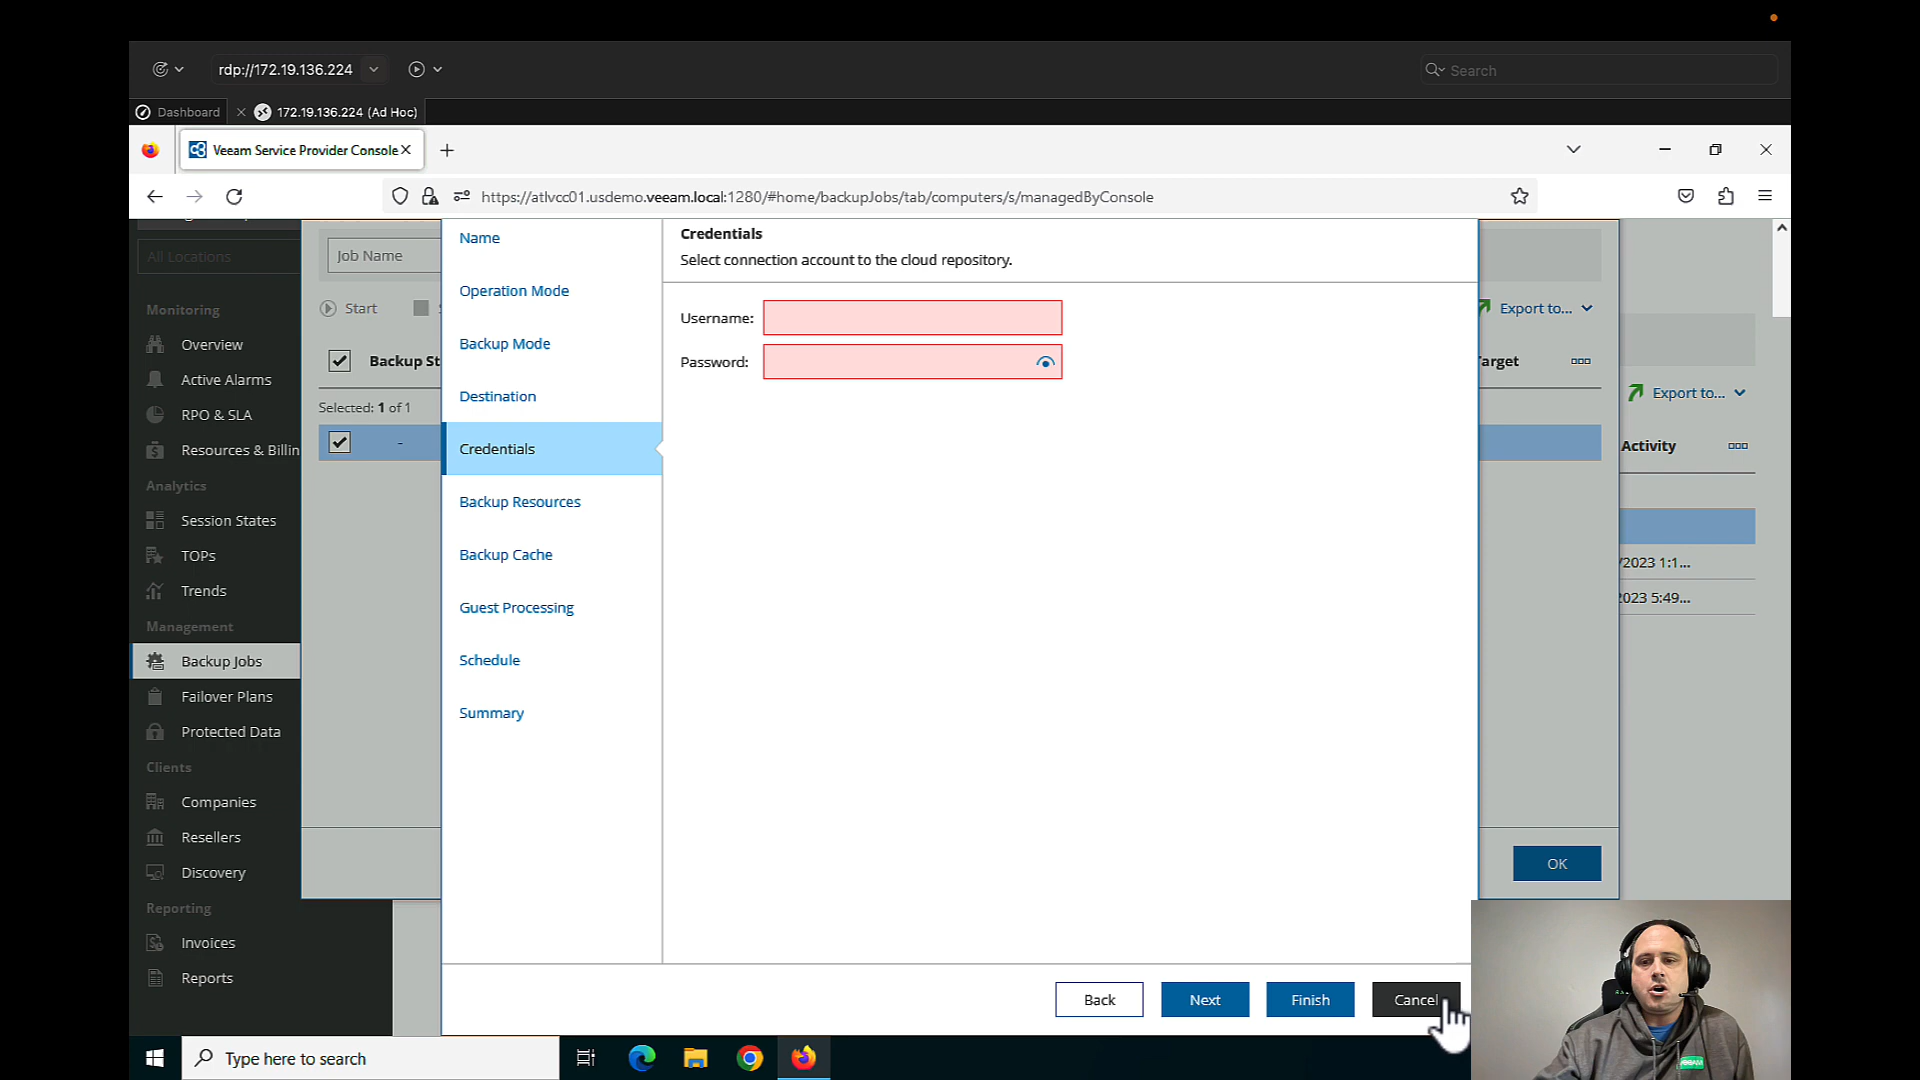 rdp://172.19.136.224
Search
Dashboard
172.19.136.224 (Ad Hoc)
Veeam Service Provider Console
https://atlvcc01.usdemo.veeam.local:1280/#home/backupJobs/tab/computers/s/managedByConsole
All Locations
Monitoring
Overview
Active Alarms
RPO & SLA
Resources & Billin
Analytics
Session States
TOPs
Trends
Management
Backup Jobs
Failover Plans
Protected Data
Clients
Companies
Resellers
Discovery
Reporting
Invoices
Reports
Job Name
Start
Backup St
Selected: 1 of 1
-
Name
Operation Mode
Backup Mode
Destination
Credentials
Backup Resources
Backup Cache
Guest Processing
Schedule
Summary
Credentials
Select connection account to the cloud repository.
Username:
Password:
Back
Next
Finish
Cancel
Export to...
arget
OK
Export to...
Activity
/2023 1:1...
2023 5:49...
Type here to search
veeam